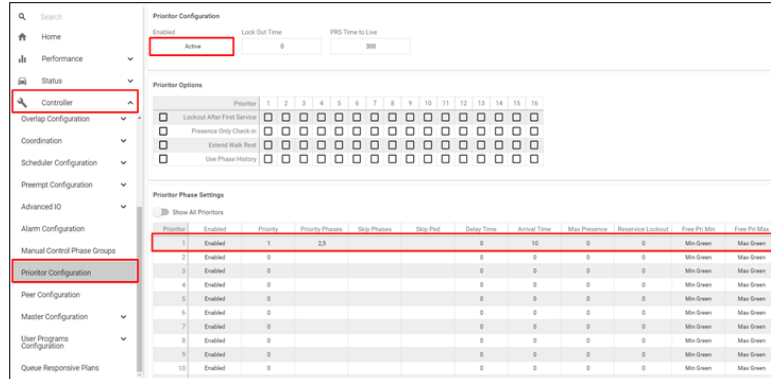 Search
Home
Performance
Status
Controller
Overlap Configuration
Coordination
Scheduler Configuration
Preempt Configuration
Advanced IO
Alarm Configuration
Manual Control Phase Groups
Prioritor Configuration
Peer Configuration
Master Configuration
User Programs
Configuration
Queue Responsive Plans
Prioritor Configuration
Enabled Lock Out Time PRS Time to Live
Active 0 300
Prioritor Options
Prioritor 1 2 3 4 5 6 7 8 9 10 11 12 13 14 15 16
Lockout After First Service
Presence Only Check-in
Extend Walk Rest
Use Phase History
Prioritor Phase Settings
Show All Prioritors
Prioritor Enabled Priority Priority Phases Skip Phases Skip Ped Delay Time Arrival Time Max Presence Reservice Lockout Free Pri Min Free Pri Max
1 Enabled 1 2,5 0 10 0 0 Min Green Max Green
2 Enabled 0 0 0 0 0 Min Green Max Green
3 Enabled 0 0 0 0 0 Min Green Max Green
4 Enabled 0 0 0 0 0 Min Green Max Green
5 Enabled 0 0 0 0 0 Min Green Max Green
6 Enabled 0 0 0 0 0 Min Green Max Green
7 Enabled 0 0 0 0 0 Min Green Max Green
8 Enabled 0 0 0 0 0 Min Green Max Green
9 Enabled 0 0 0 0 0 Min Green Max Green
10 Enabled 0 0 0 0 0 Min Green Max Green